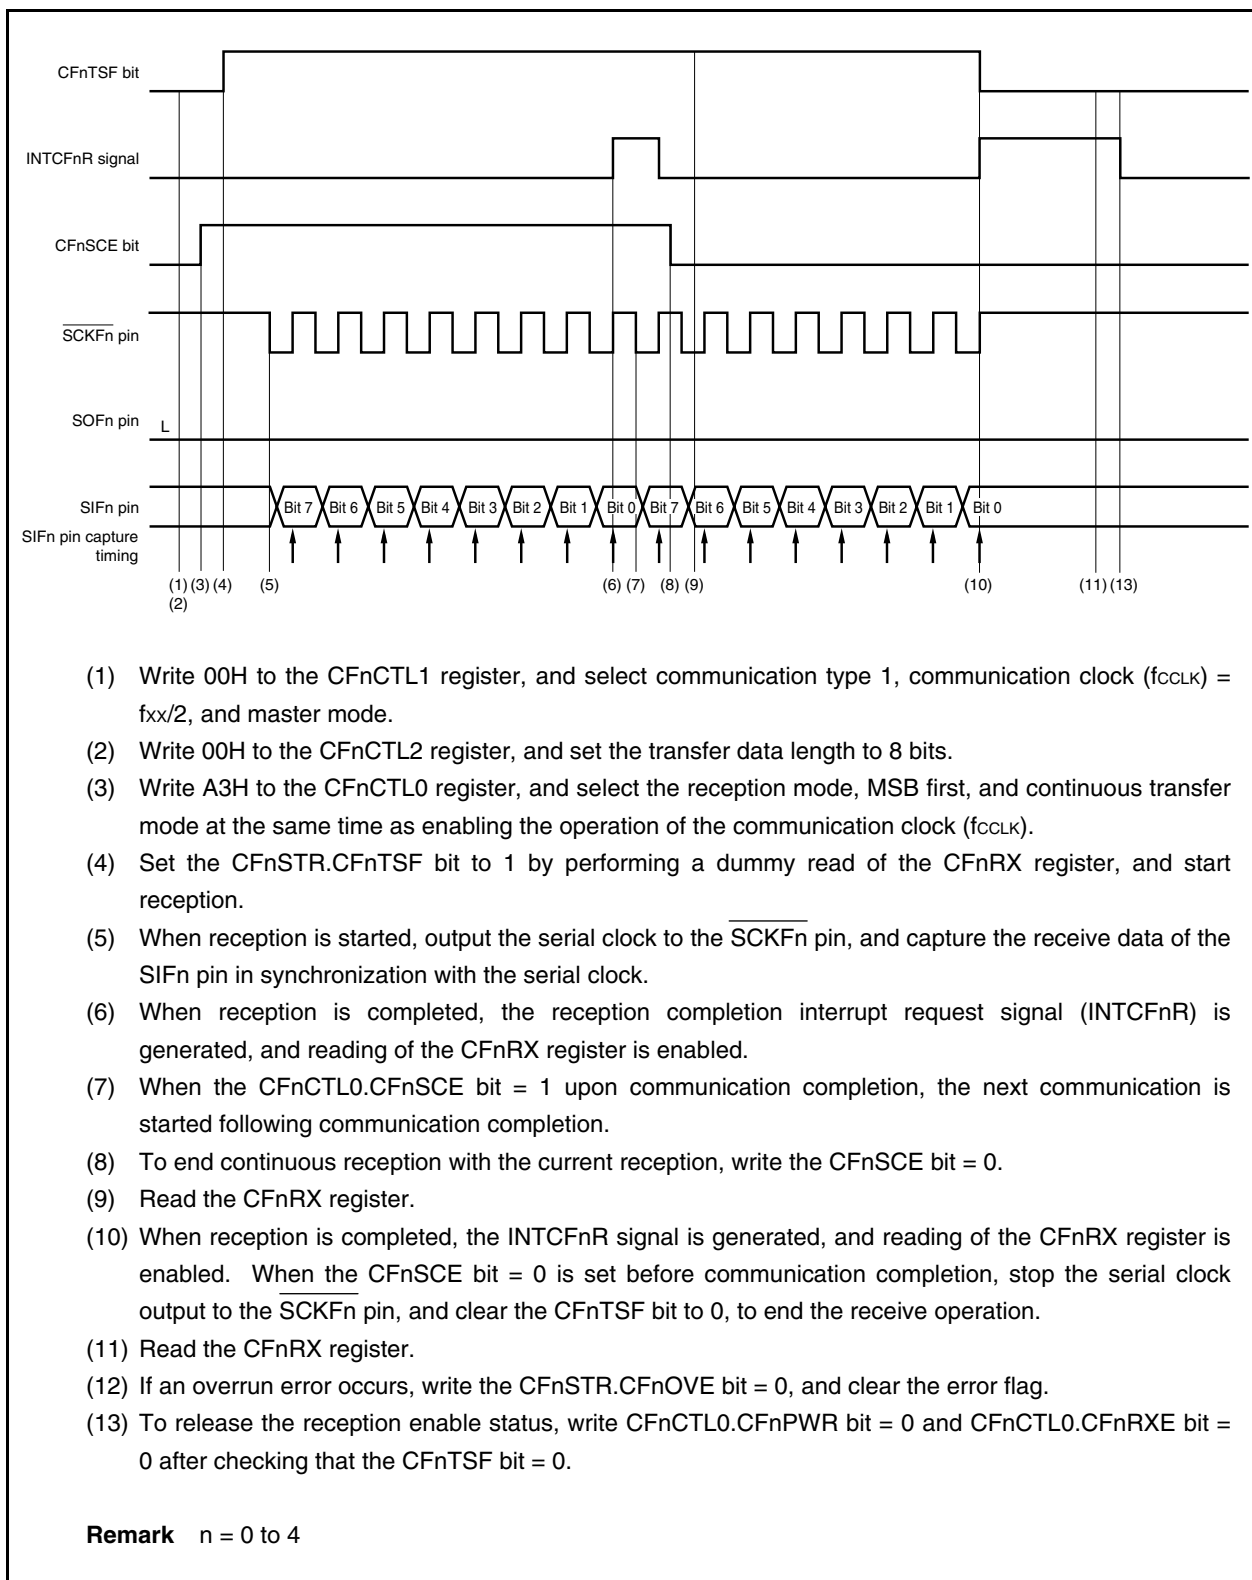 CFnTSF bit
INTCFnR signal
CFnSCE bit
SCKFn pin
SOFn pin L
SIFn pin Bit 7 Bit 6 Bit 5 Bit 4 Bit 3 Bit 2 Bit 1 Bit 0 Bit 7 Bit 6 Bit 5 Bit 4 Bit 3 Bit 2 Bit 1 Bit 0
SIFn pin capture
timing
(1) (3) (4) (5) (6) (7) (8) (9) (10) (11) (13)
(2)
(1) Write 00H to the CFnCTL1 register, and select communication type 1, communication clock (fCCLK) =
fxx/2, and master mode.
(2) Write 00H to the CFnCTL2 register, and set the transfer data length to 8 bits.
(3) Write A3H to the CFnCTL0 register, and select the reception mode, MSB first, and continuous transfer
mode at the same time as enabling the operation of the communication clock (fCCLK).
(4) Set the CFnSTR.CFnTSF bit to 1 by performing a dummy read of the CFnRX register, and start
reception.
(5) When reception is started, output the serial clock to the SCKFn pin, and capture the receive data of the
SIFn pin in synchronization with the serial clock.
(6) When reception is completed, the reception completion interrupt request signal (INTCFnR) is
generated, and reading of the CFnRX register is enabled.
(7) When the CFnCTL0.CFnSCE bit = 1 upon communication completion, the next communication is
started following communication completion.
(8) To end continuous reception with the current reception, write the CFnSCE bit = 0.
(9) Read the CFnRX register.
(10) When reception is completed, the INTCFnR signal is generated, and reading of the CFnRX register is
enabled. When the CFnSCE bit = 0 is set before communication completion, stop the serial clock
output to the SCKFn pin, and clear the CFnTSF bit to 0, to end the receive operation.
(11) Read the CFnRX register.
(12) If an overrun error occurs, write the CFnSTR.CFnOVE bit = 0, and clear the error flag.
(13) To release the reception enable status, write CFnCTL0.CFnPWR bit = 0 and CFnCTL0.CFnRXE bit =
0 after checking that the CFnTSF bit = 0.
Remark n = 0 to 4